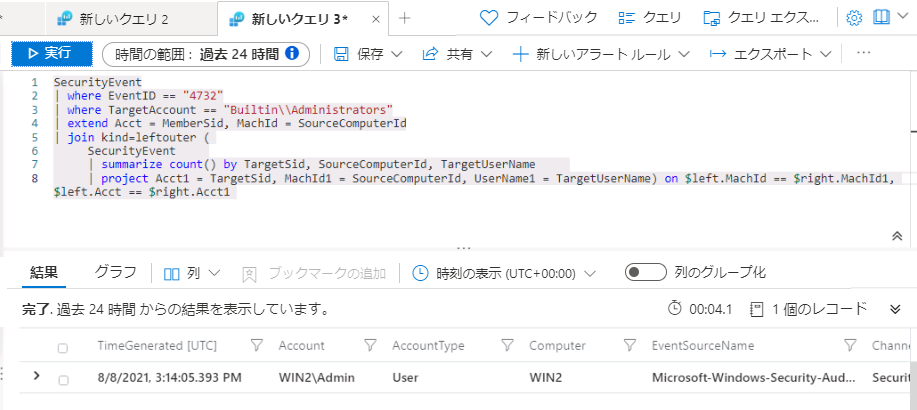 新しいクエリ 2
新しいクエリ 3*
フィードバック
クエリ
クエリ エクス...
実行
時間の範囲 : 過去 24 時間
保存
共有
新しいアラート ルール
エクスポート
1 SecurityEvent
2 | where EventID == "4732"
3 | where TargetAccount == "Builtin\\Administrators"
4 | extend Acct = MemberSid, MachId = SourceComputerId
5 | join kind=leftouter (
6 SecurityEvent
7 | summarize count() by TargetSid, SourceComputerId, TargetUserName
8 | project Acct1 = TargetSid, MachId1 = SourceComputerId, UserName1 = TargetUserName) on $left.MachId == $right.MachId1,
$left.Acct == $right.Acct1
結果
グラフ
列
ブックマークの追加
時刻の表示 (UTC+00:00)
列のグループ化
完了. 過去 24 時間 からの結果を表示しています。
00:04.1
1 個のレコード
TimeGenerated [UTC] Account AccountType Computer EventSourceName Channe
8/8/2021, 3:14:05.393 PM WIN2\Admin User WIN2 Microsoft-Windows-Security-Aud... Securit